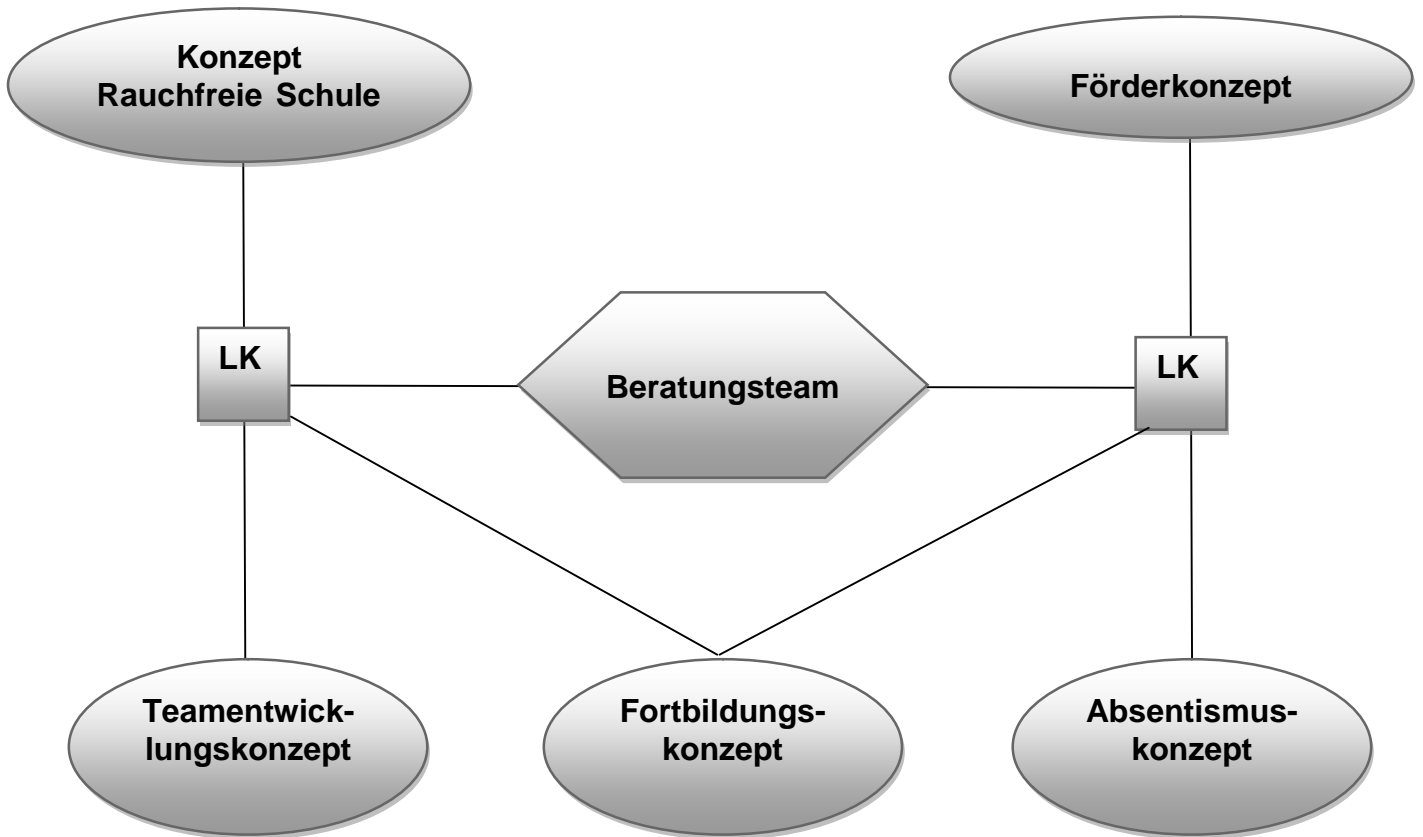 Konzept
Rauchfreie Schule
Förderkonzept
LK
Beratungsteam
LK
Teamentwick-
lungskonzept
Fortbildungs-
konzept
Absentismus-
konzept